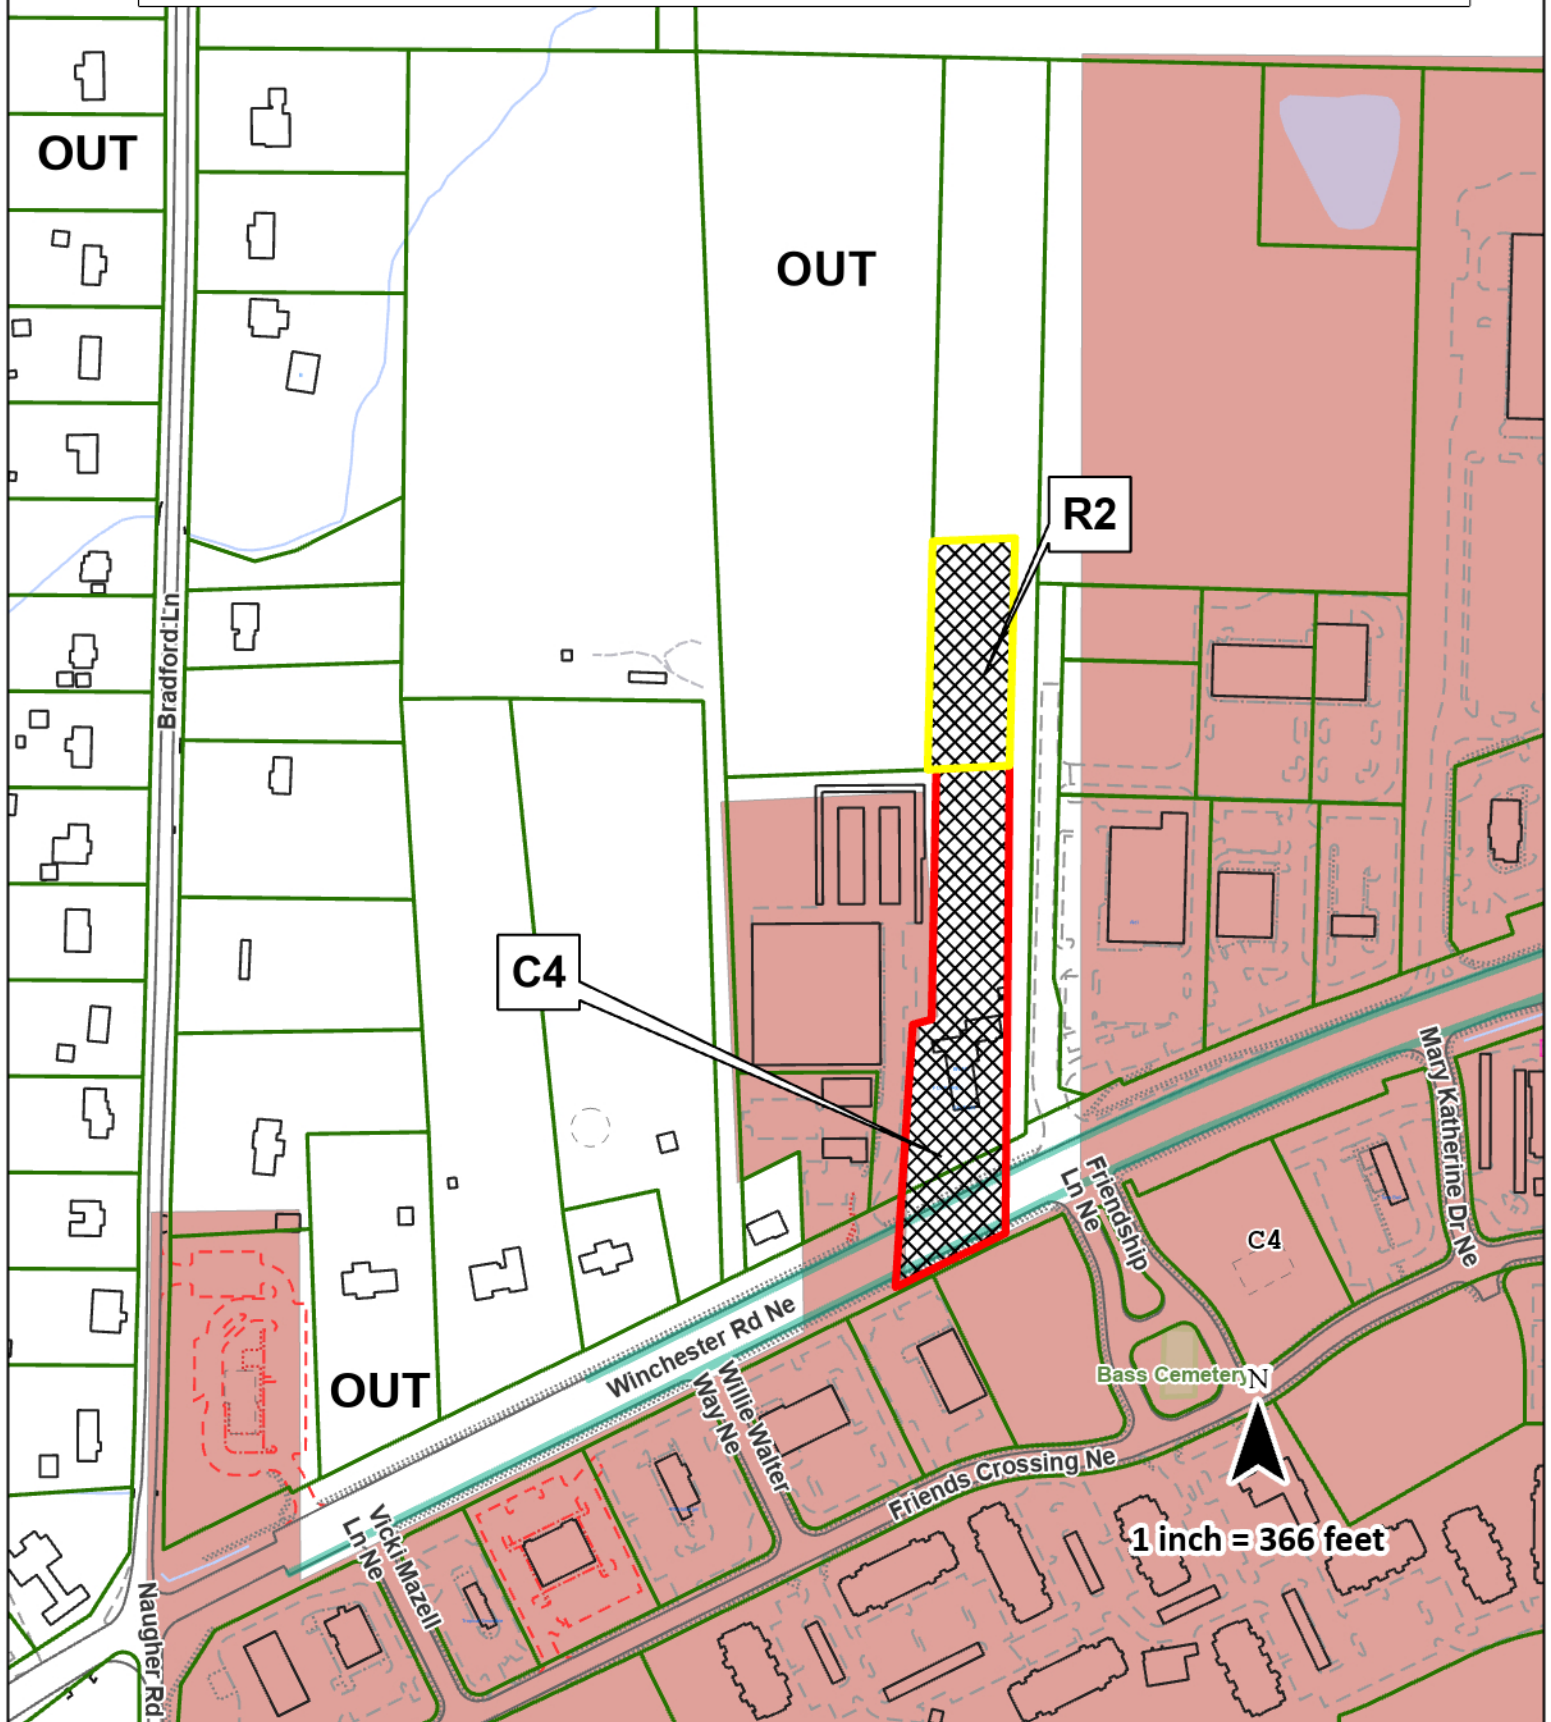 OUT
OUT
R2
Bradford Ln
C4
Mary Katherine Dr Ne
Friendship
Ln Ne
C4
Winchester Rd Ne
Bass Cemetery
N
OUT
Willie Walter
Way Ne
Friends Crossing Ne
1 inch = 366 feet
Vicki Mazell
Ln Ne
Naugher Rd